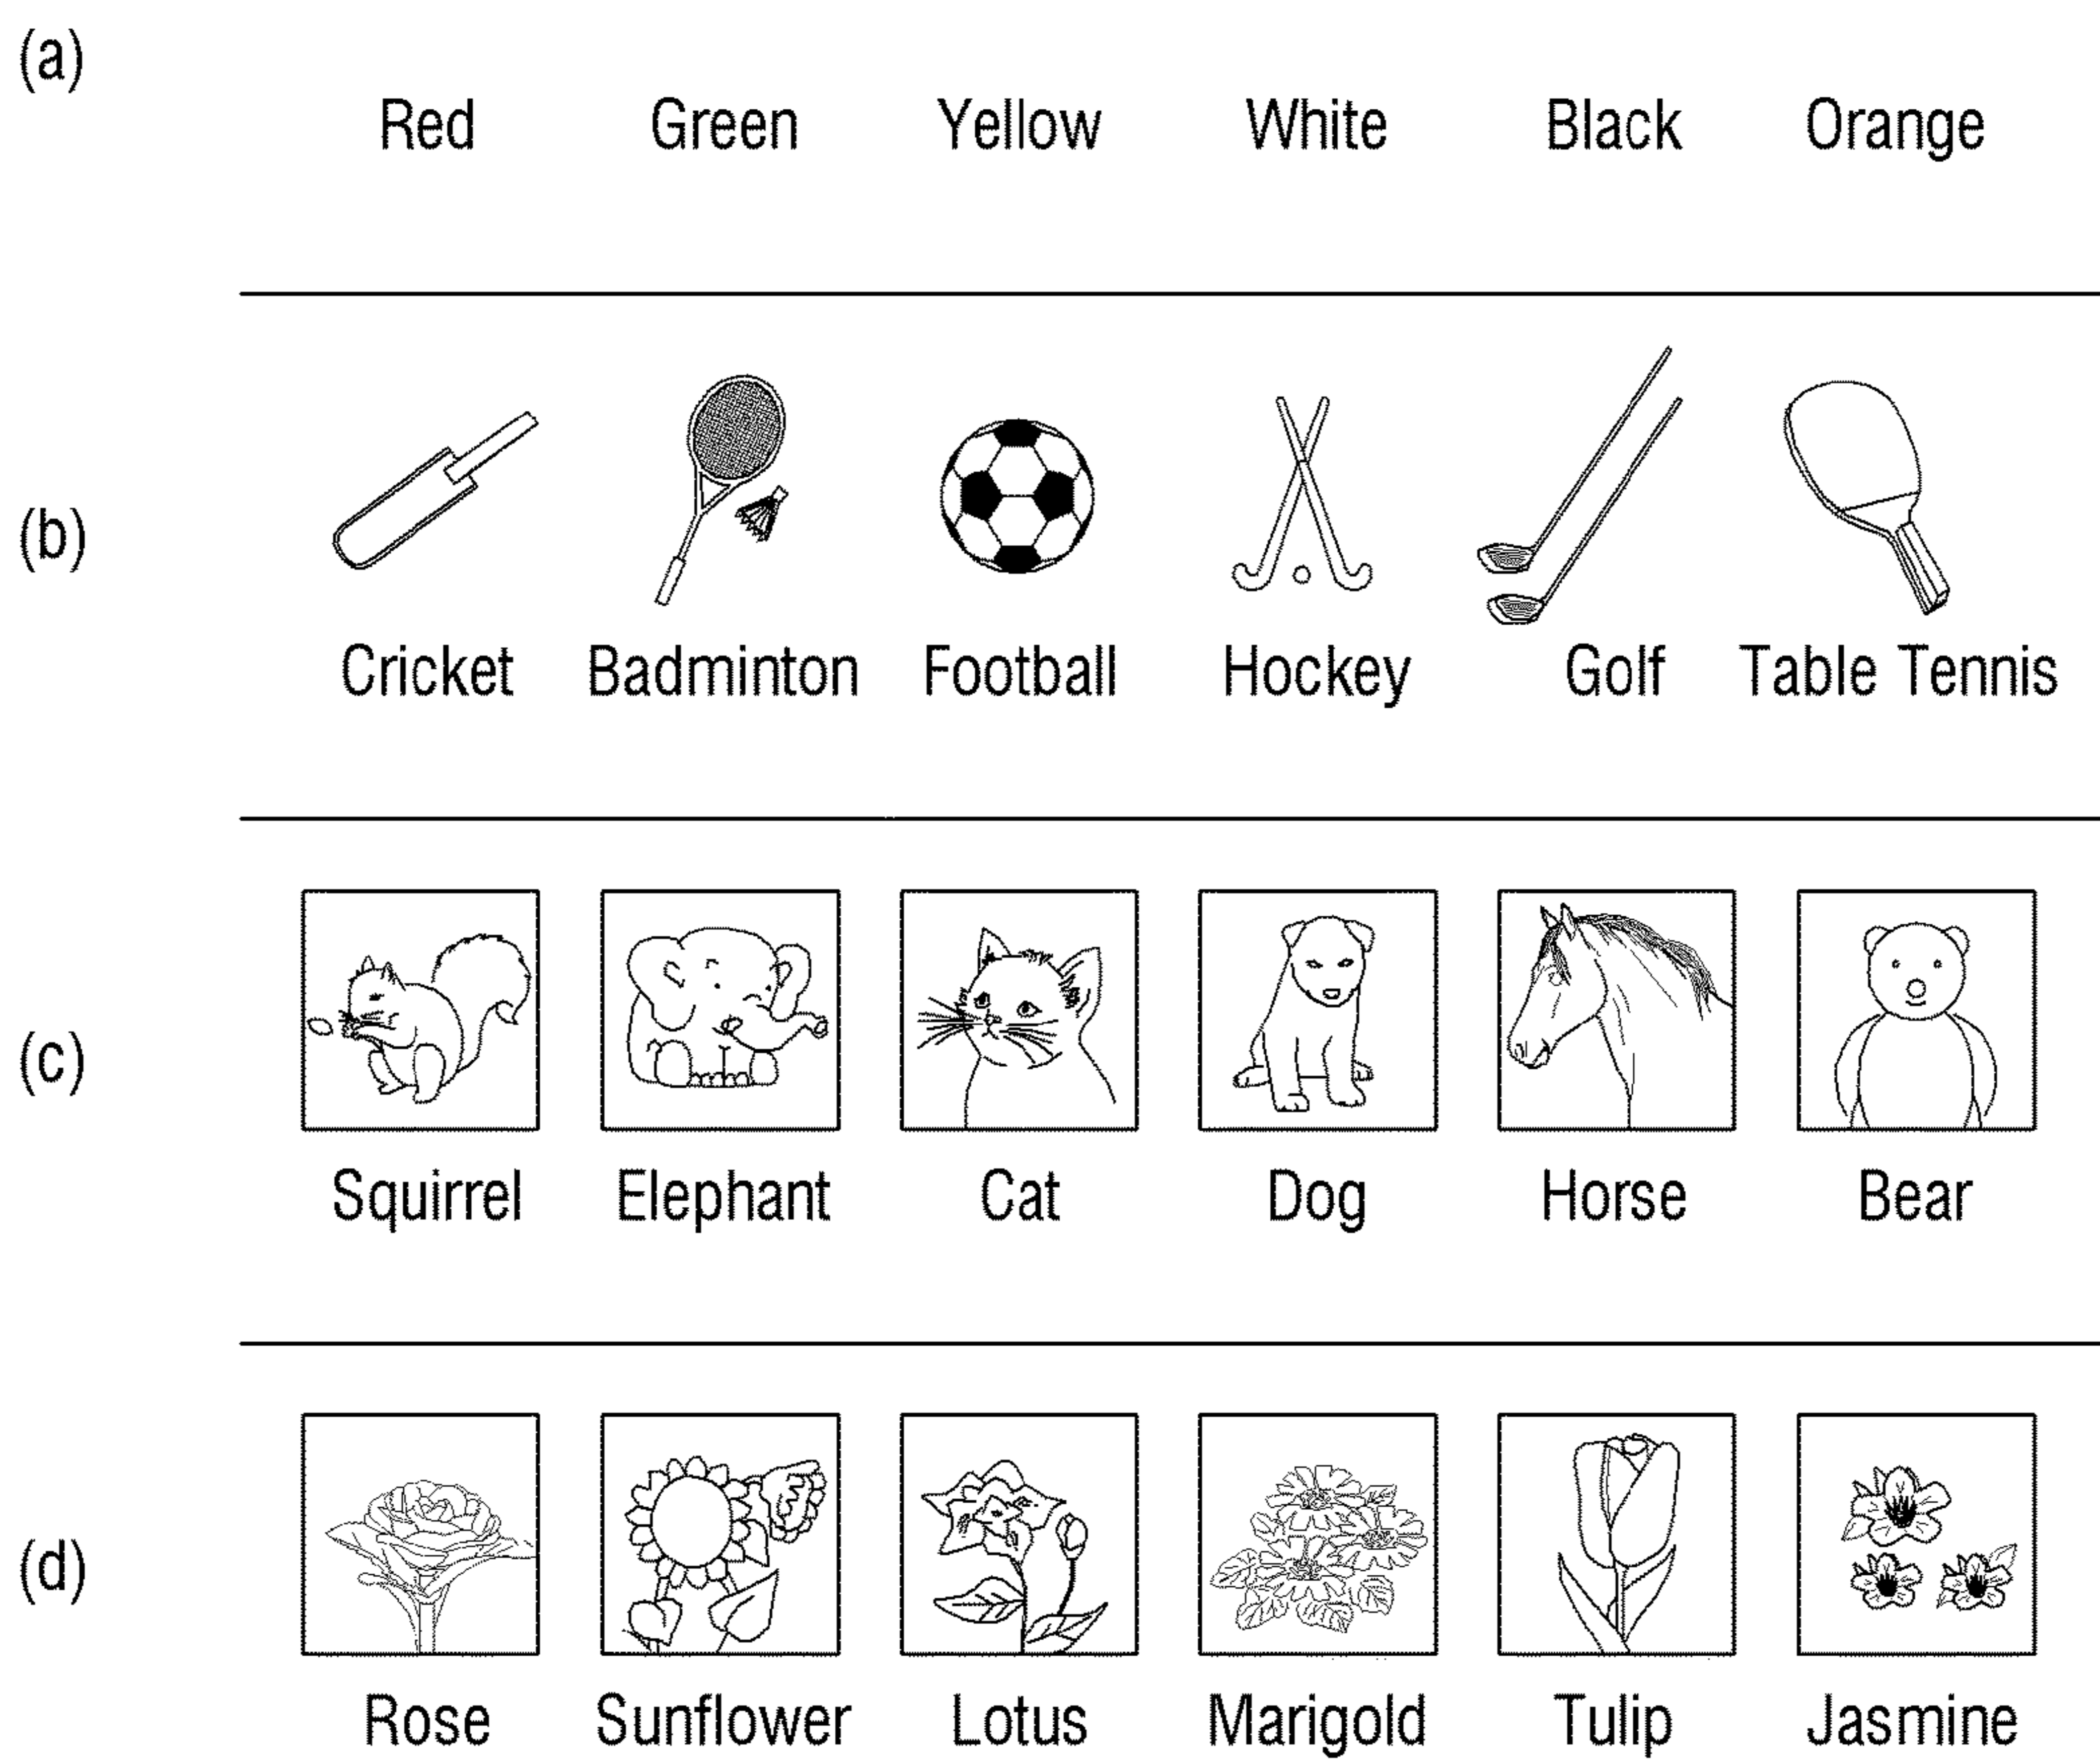 (a)
Red Green Yellow White Black Orange
(b)
Cricket Badminton Football Hockey Golf Table Tennis
(c)
Squirrel Elephant Cat Dog Horse Bear
(d)
Rose Sunflower Lotus Marigold Tulip Jasmine